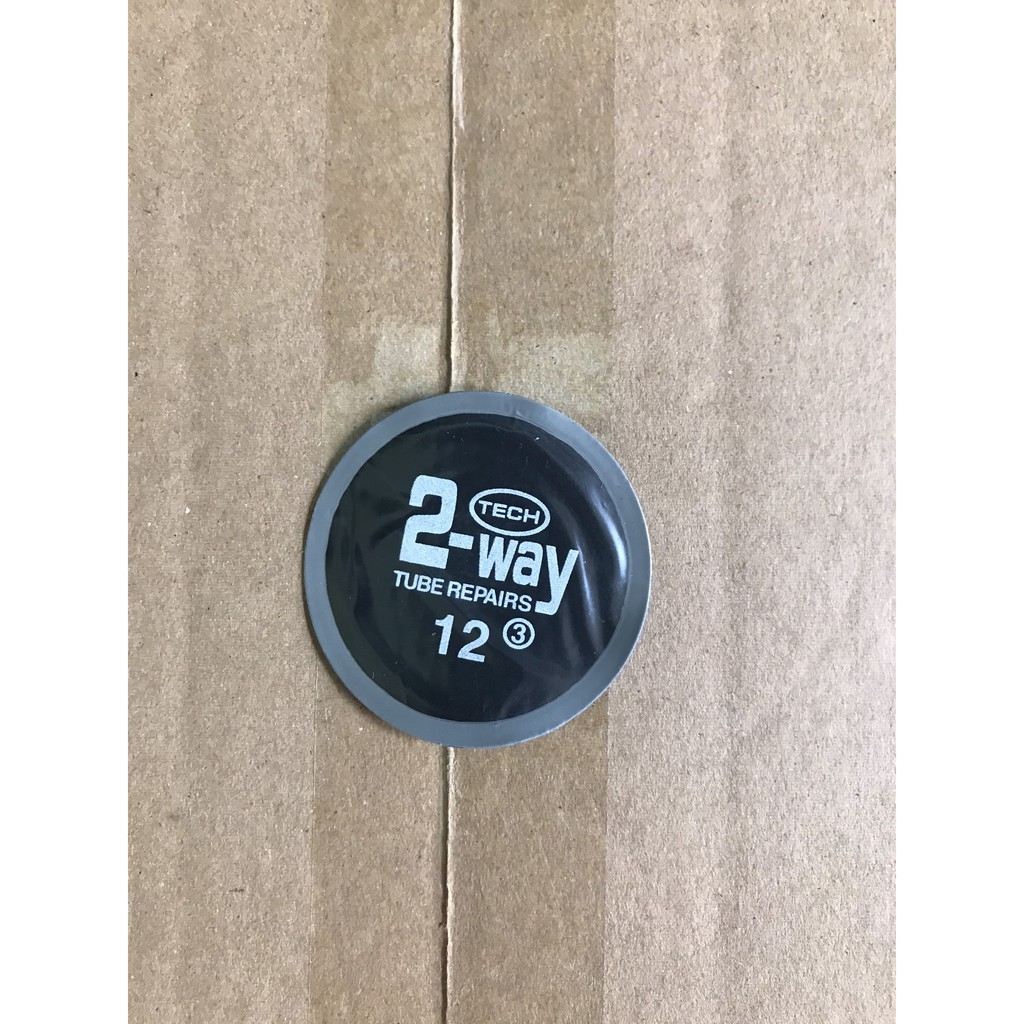 TECH
2-way
TUBE REPAIRS
12 ③